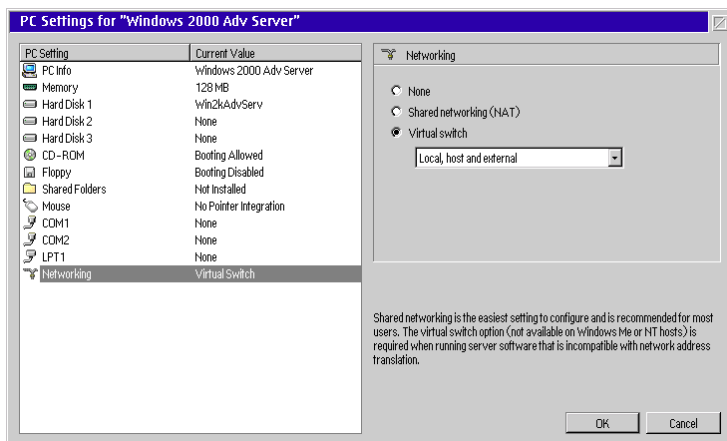 PC Settings for "Windows 2000 Adv Server"
PC Setting Current Value
PC Info Windows 2000 Adv Server
Memory 128 MB
Hard Disk 1 Win2kAdvServ
Hard Disk 2 None
Hard Disk 3 None
CD-ROM Booting Allowed
Floppy Booting Disabled
Shared Folders Not Installed
Mouse No Pointer Integration
COM1 None
COM2 None
LPT1 None
Networking Virtual Switch
Networking
None
Shared networking (NAT)
Virtual switch
Local, host and external
Shared networking is the easiest setting to configure and is recommended for most
users. The virtual switch option (not available on Windows Me or NT hosts) is
required when running server software that is incompatible with network address
translation.
OK Cancel